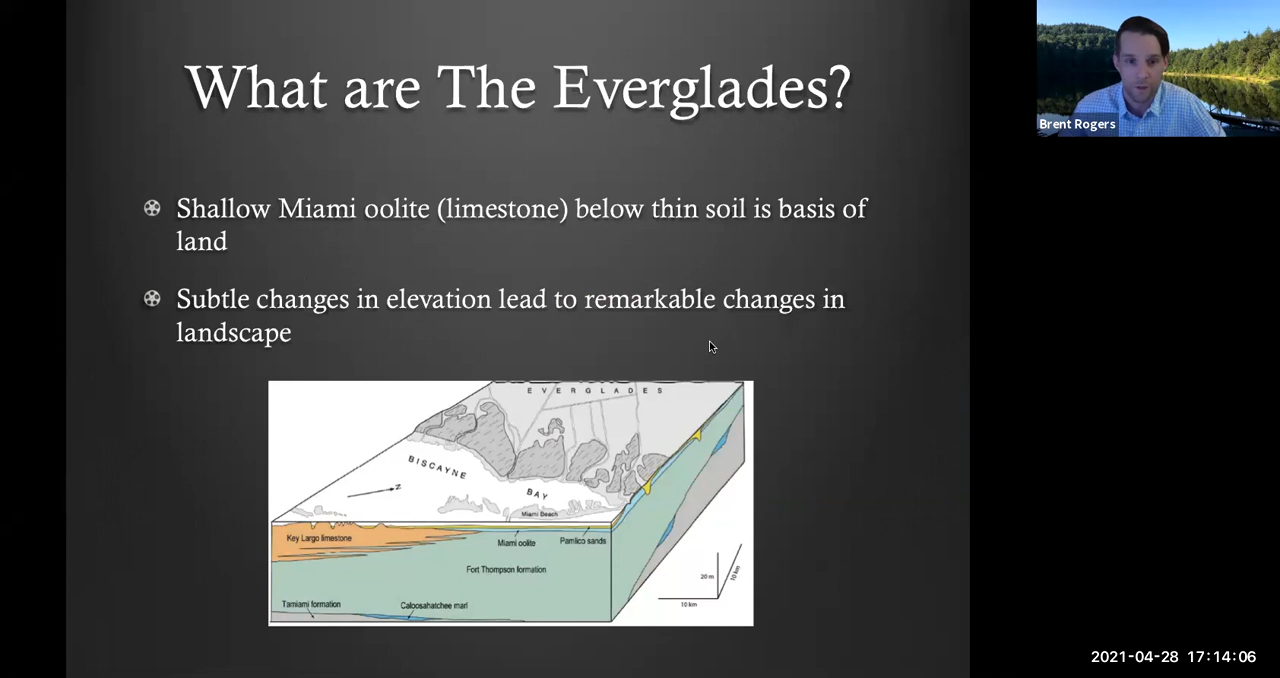 What are The Everglades?
Brent Rogers
Shallow Miami oolite (limestone) below thin soil is basis of
land
Subtle changes in elevation lead to remarkable changes in
landscape
EVERGLADES
BISCAYNE
BAY
N
Miami Beach
Key Largo limestone
Miami oolite
Pamlico sands
Fort Thompson formation
20 m
10 km
10 km
Tamiami formation
Caloosahatchee marl
2021-04-28 17:14:06